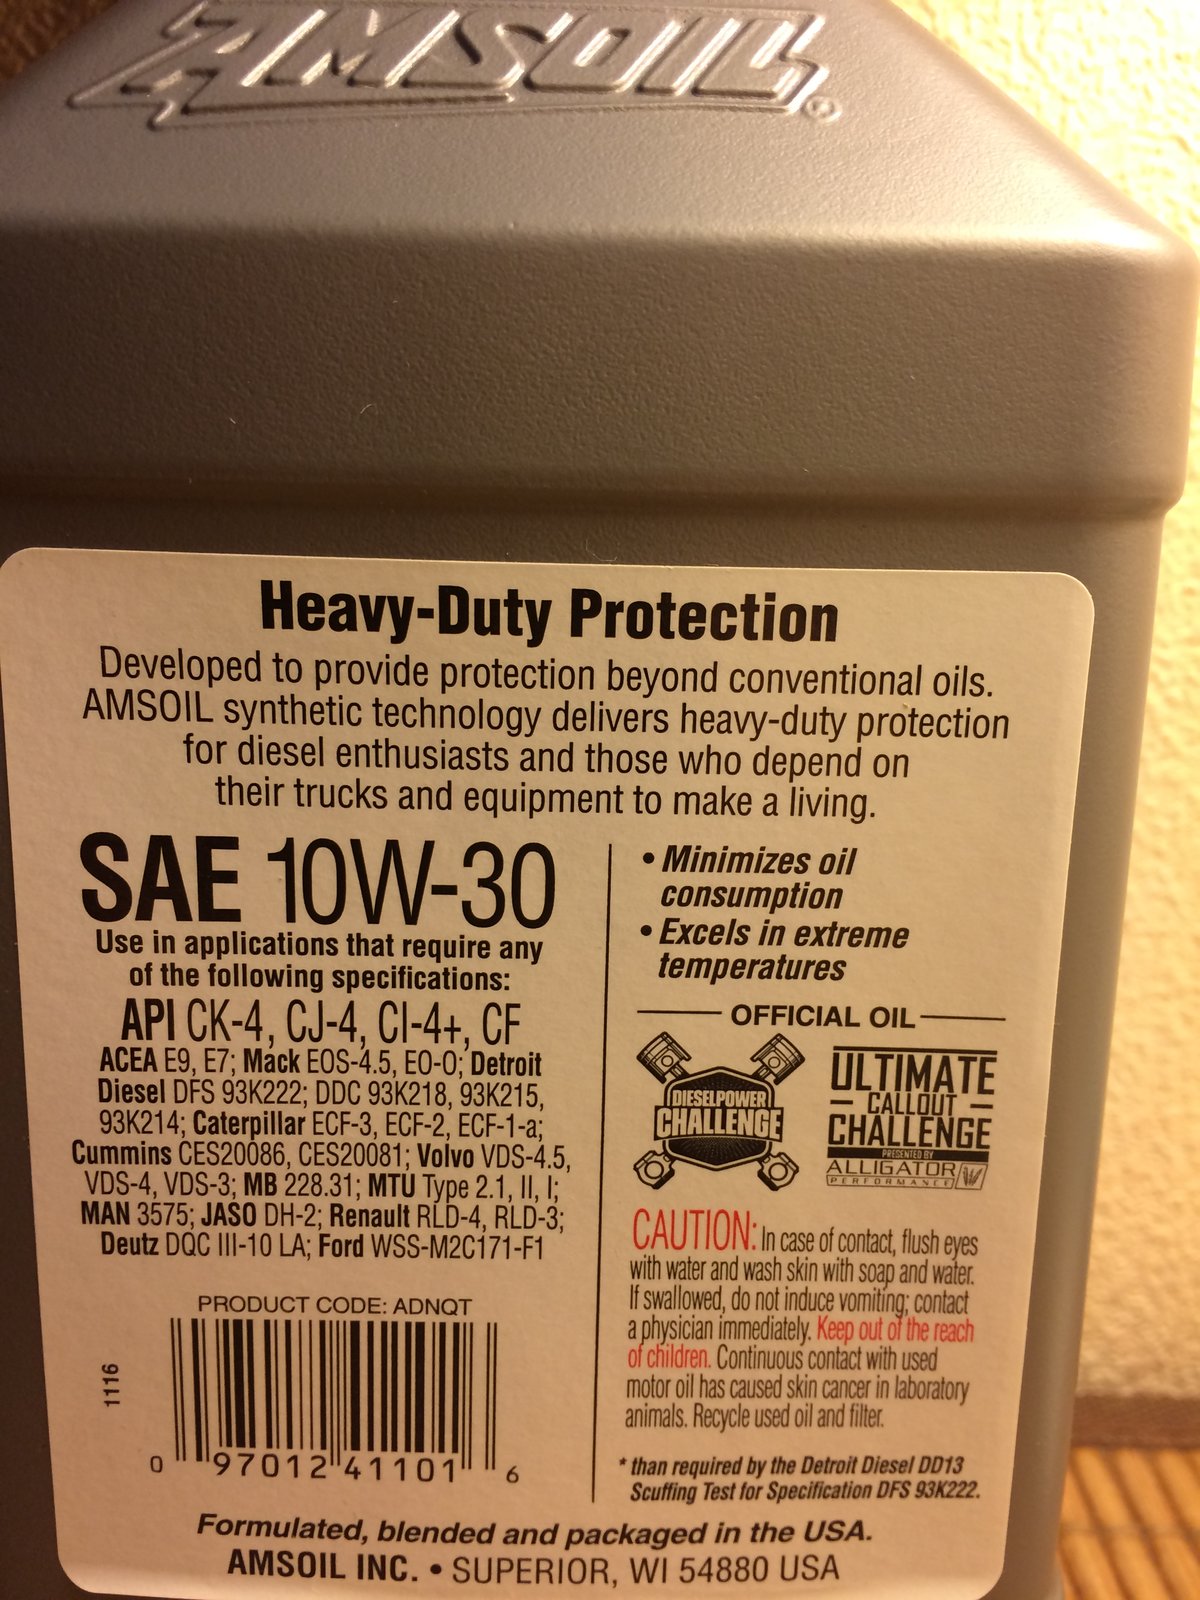 AMSOIL®
Heavy-Duty Protection
Developed to provide protection beyond conventional oils.
AMSOIL synthetic technology delivers heavy-duty protection
for diesel enthusiasts and those who depend on
their trucks and equipment to make a living.
SAE 10W-30
Use in applications that require any
of the following specifications:
API CK-4, CJ-4, CI-4+, CF
ACEA E9, E7; Mack EOS-4.5, EO-O; Detroit
Diesel DFS 93K222; DDC 93K218, 93K215,
93K214; Caterpillar ECF-3, ECF-2, ECF-1-a;
Cummins CES20086, CES20081; Volvo VDS-4.5,
VDS-4, VDS-3; MB 228.31; MTU Type 2.1, II, I;
MAN 3575; JASO DH-2; Renault RLD-4, RLD-3;
Deutz DQC III-10 LA; Ford WSS-M2C171-F1
PRODUCT CODE: ADNQT
1116
0 97012 41101 6
• Minimizes oil
consumption
• Excels in extreme
temperatures
OFFICIAL OIL
DIESELPOWER
CHALLENGE
ULTIMATE
CALLOUT
CHALLENGE
PRESENTED BY
ALLIGATOR
PERFORMANCE
CAUTION: In case of contact, flush eyes
with water and wash skin with soap and water.
If swallowed, do not induce vomiting; contact
a physician immediately. Keep out of the reach
of children. Continuous contact with used
motor oil has caused skin cancer in laboratory
animals. Recycle used oil and filter.
* than required by the Detroit Diesel DD13
Scuffing Test for Specification DFS 93K222.
Formulated, blended and packaged in the USA.
AMSOIL INC. • SUPERIOR, WI 54880 USA